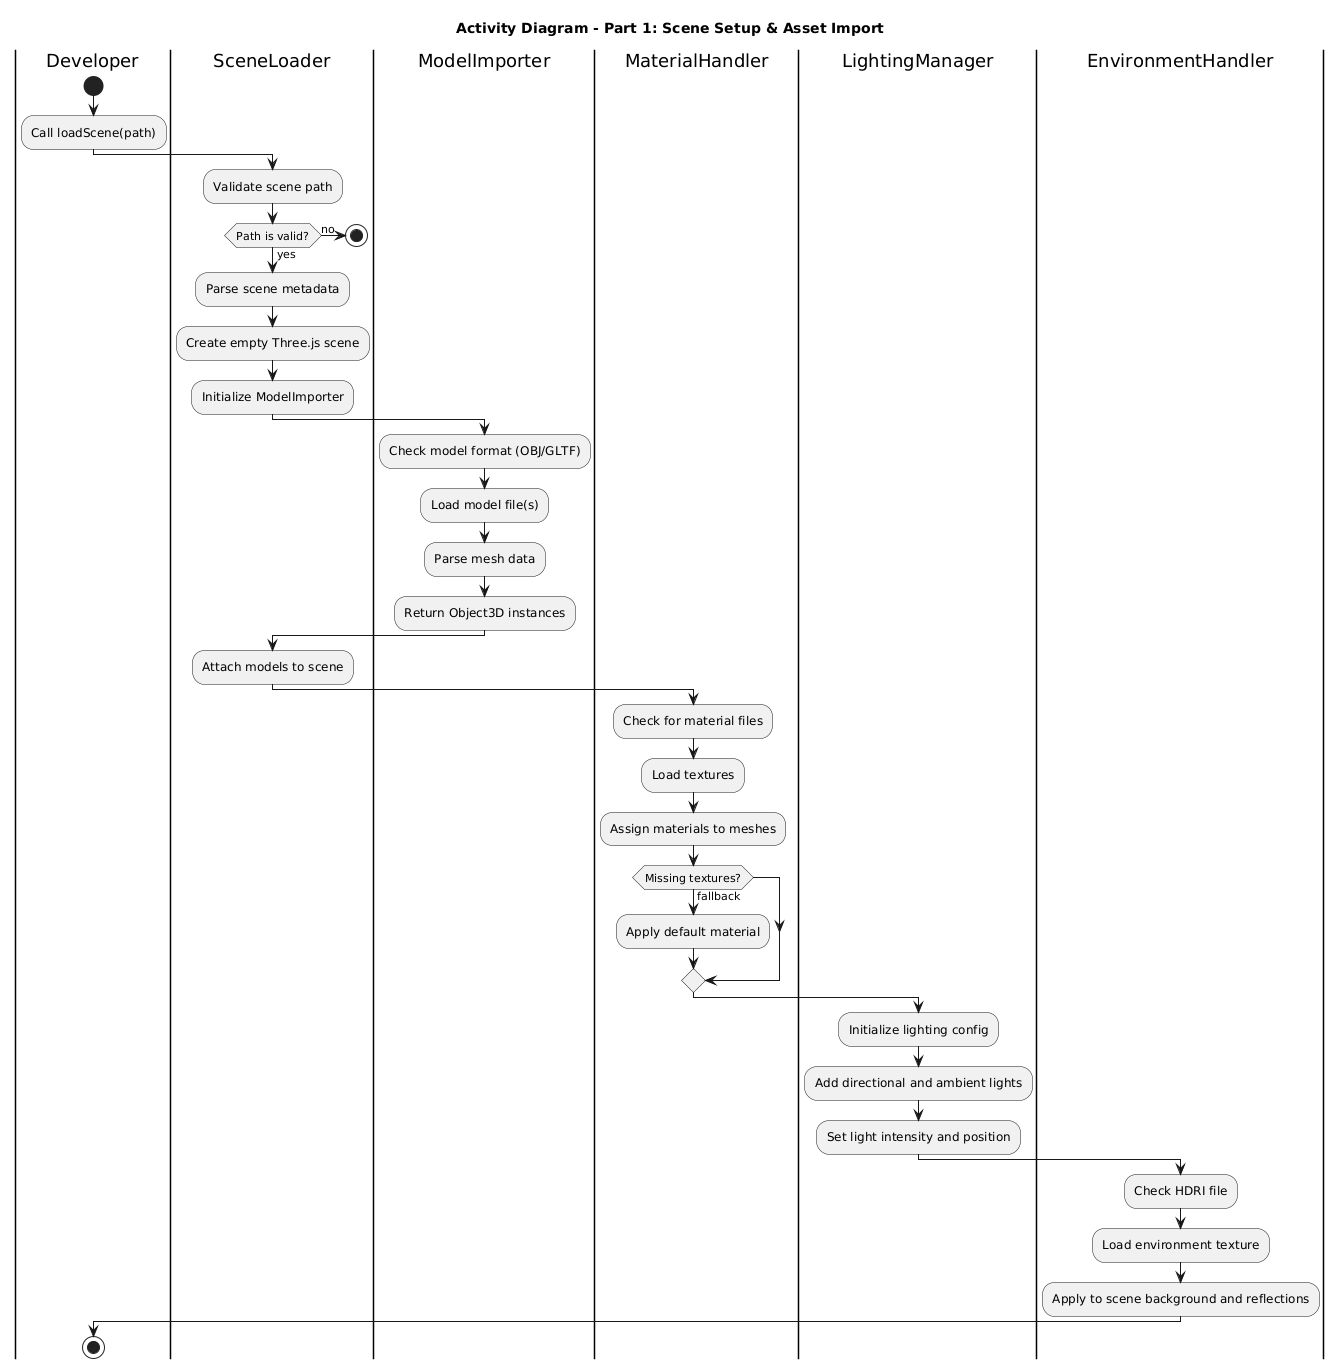 Activity Diagram - Part 1: Scene Setup & Asset Import
Developer
SceneLoader
ModelImporter
MaterialHandler
LightingManager
EnvironmentHandler
Call loadScene(path)
Validate scene path
Path is valid?
no
yes
Parse scene metadata
Create empty Three.js scene
Initialize ModelImporter
Check model format (OBJ/GLTF)
Load model file(s)
Parse mesh data
Return Object3D instances
Attach models to scene
Check for material files
Load textures
Assign materials to meshes
Missing textures?
fallback
Apply default material
Initialize lighting config
Add directional and ambient lights
Set light intensity and position
Check HDRI file
Load environment texture
Apply to scene background and reflections